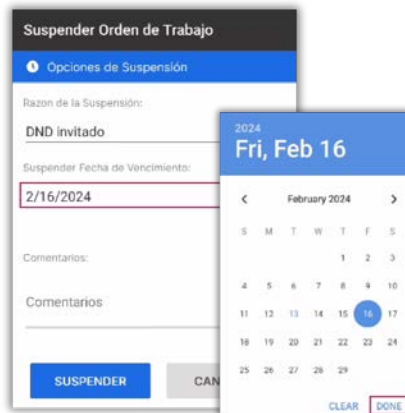 Suspender Orden de Trabajo
Opciones de Suspensión
Razon de la Suspensión:
DND invitado
Suspender Fecha de Vencimiento:
2/16/2024
Comentarios:
Comentarios
SUSPENDER
CAN
2024
Fri, Feb 16
February 2024
S M T W T F S
1 2 3
4 5 6 7 8 9 10
11 12 13 14 15 16 17
18 19 20 21 22 23 24
25 26 27 28 29
CLEAR DONE